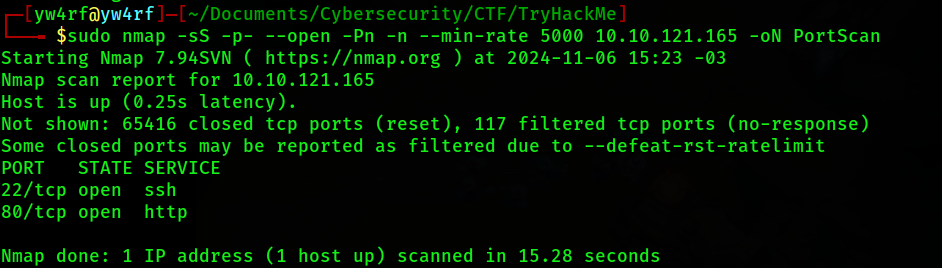 ┌─[yw4rf@yw4rf]─[~/Documents/Cybersecurity/CTF/TryHackMe]
└──╼ $sudo nmap -sS -p- --open -Pn -n --min-rate 5000 10.10.121.165 -oN PortScan
Starting Nmap 7.94SVN ( https://nmap.org ) at 2024-11-06 15:23 -03
Nmap scan report for 10.10.121.165
Host is up (0.25s latency).
Not shown: 65416 closed tcp ports (reset), 117 filtered tcp ports (no-response)
Some closed ports may be reported as filtered due to --defeat-rst-ratelimit
PORT   STATE SERVICE
22/tcp open  ssh
80/tcp open  http
Nmap done: 1 IP address (1 host up) scanned in 15.28 seconds